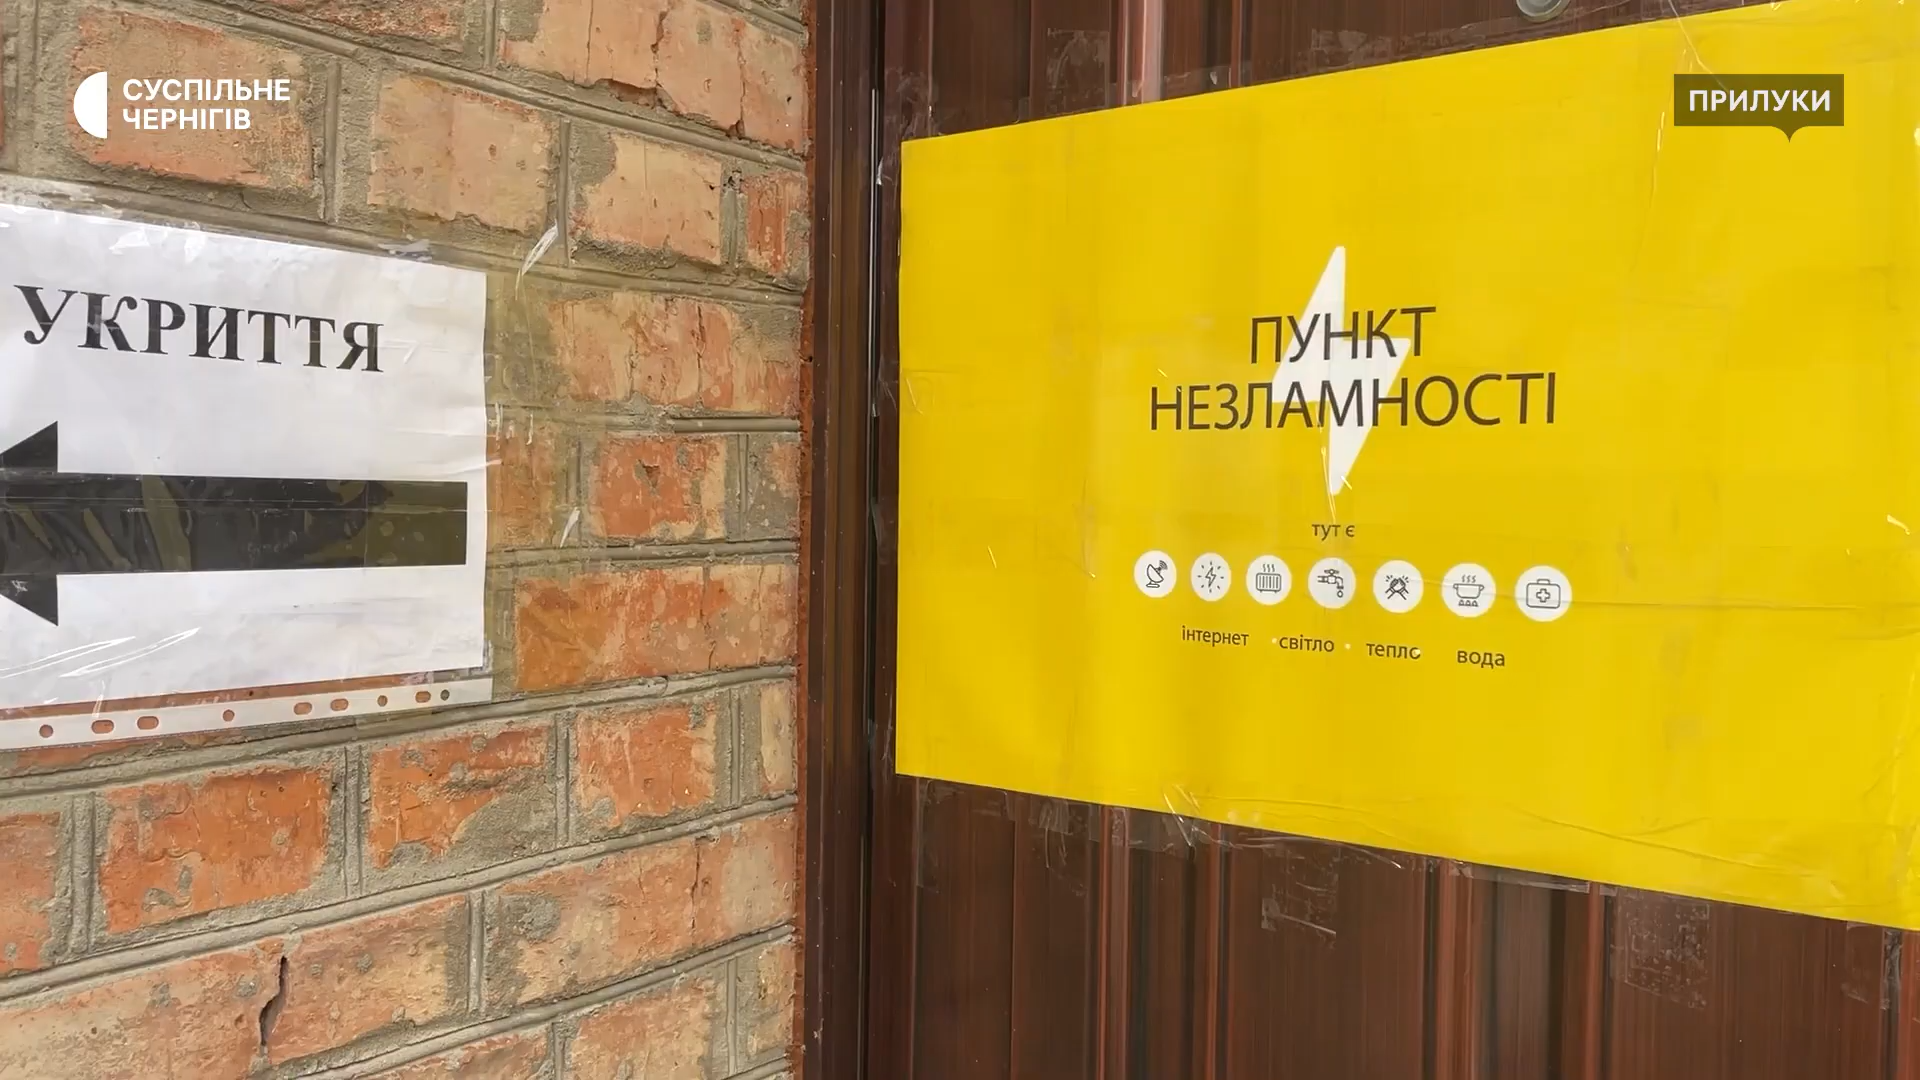 СУСПІЛЬНЕ
ЧЕРНІГІВ
ПРИЛУКИ
УКРИТТЯ
ПУНКТ
НЕЗЛАМНОСТІ
тут є
інтернет • світло • тепло вода